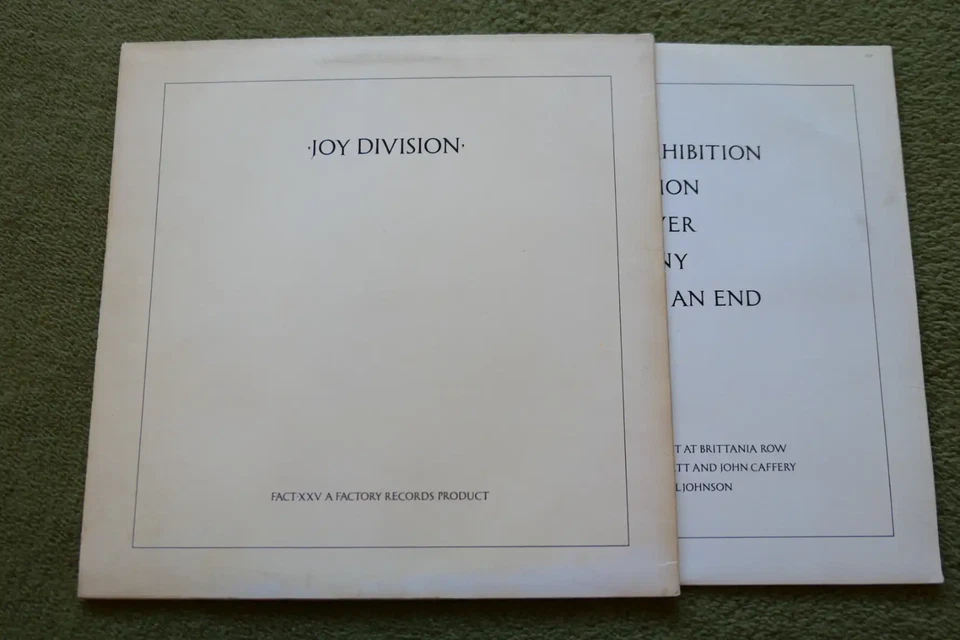 ·JOY DIVISION·
FACT·XXV A FACTORY RECORDS PRODUCT
HIBITION
ION
ER
NY
AN END
T AT BRITTANIA ROW
TT AND JOHN CAFFERY
L JOHNSON